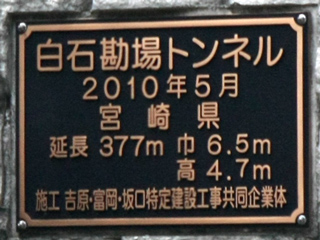 白石勘場トンネル
2010年5月
宮崎県
延長 377m 巾 6.5m
高 4.7m
施工 吉原・富岡・坂口特定建設工事共同企業体